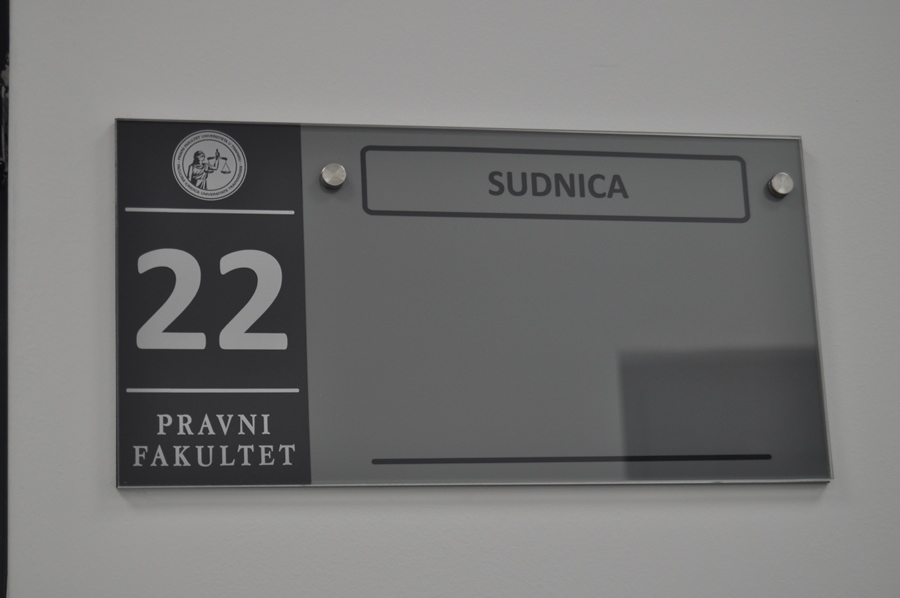 22
PRAVNI
FAKULTET
SUDNICA